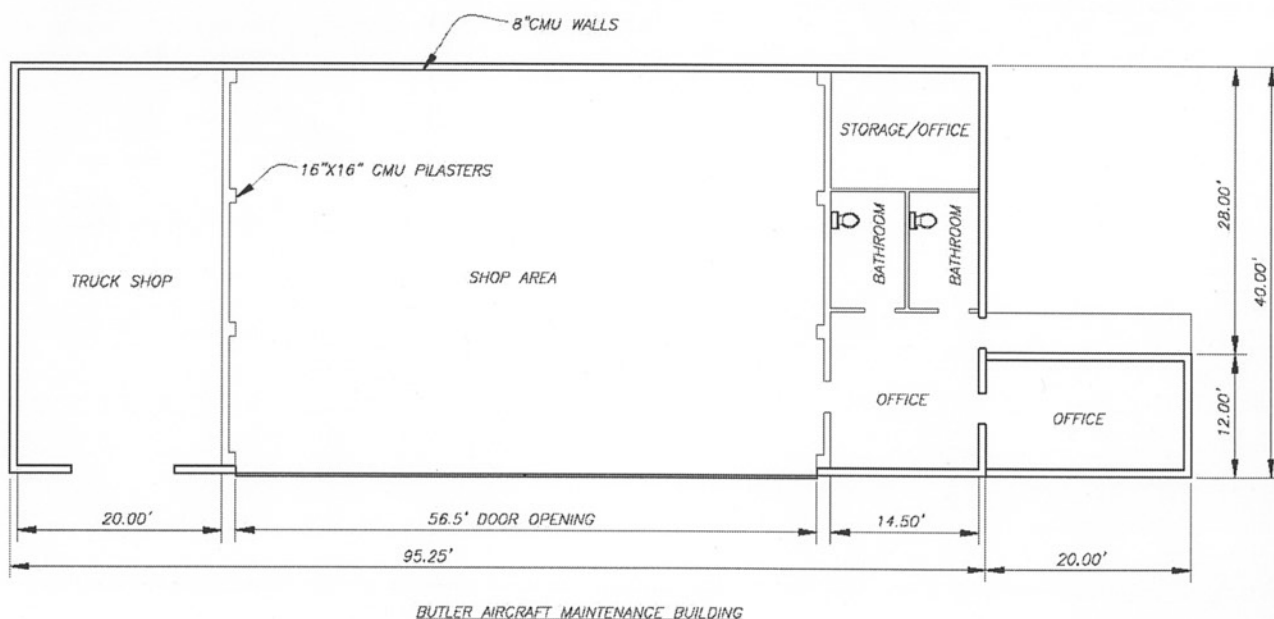 8"CMU WALLS
STORAGE/OFFICE
16"X16" CMU PILASTERS
BATHROOM
BATHROOM
28.00'
40.00'
TRUCK SHOP
SHOP AREA
OFFICE
OFFICE
12.00'
20.00'
56.5' DOOR OPENING
14.50'
95.25'
20.00'
BUTLER AIRCRAFT MAINTENANCE BUILDING